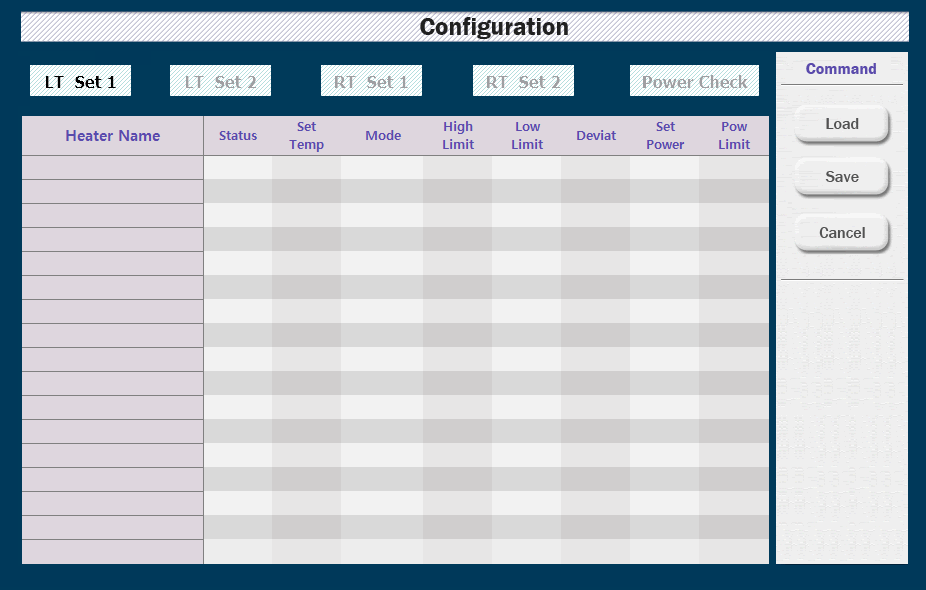 Configuration
LT Set 1
LT Set 2
RT Set 1
RT Set 2
Power Check
Heater Name
Status
Set
Temp
Mode
High
Limit
Low
Limit
Deviat
Set
Power
Pow
Limit
Command
Load
Save
Cancel